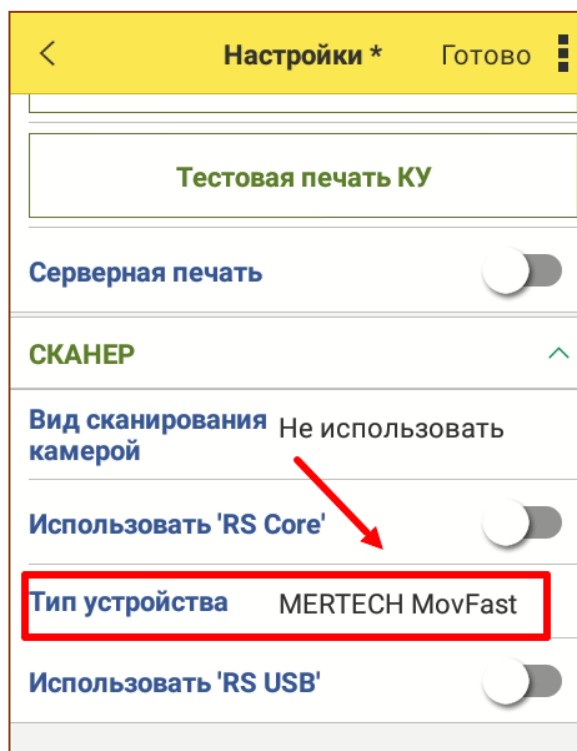 Настройки * Готово
Тестовая печать КУ
Серверная печать
СКАНЕР
Вид сканирования камерой Не использовать
Использовать 'RS Core'
Тип устройства MERTECH MovFast
Использовать 'RS USB'